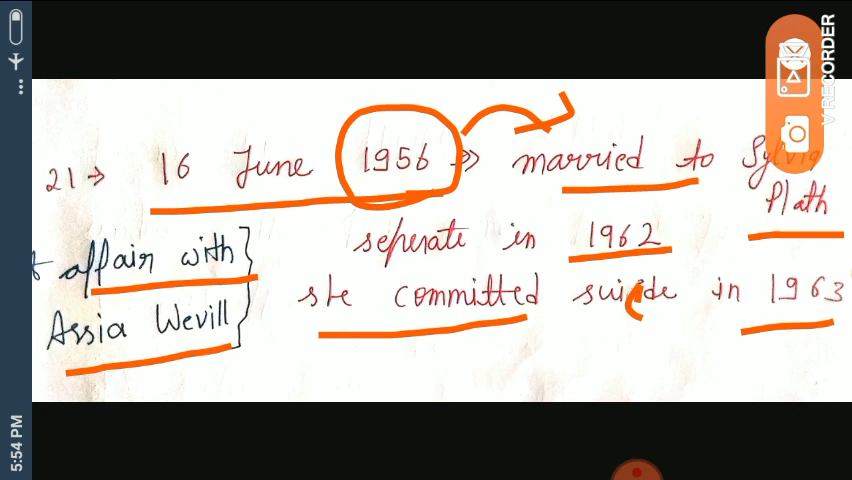 21→ 16 June 1956 ⇒ married to Sylvia Plath
seperate in 1962
she committed suicide in 1963
affair with
Assia Wevill
5:54 PM
V RECORDER